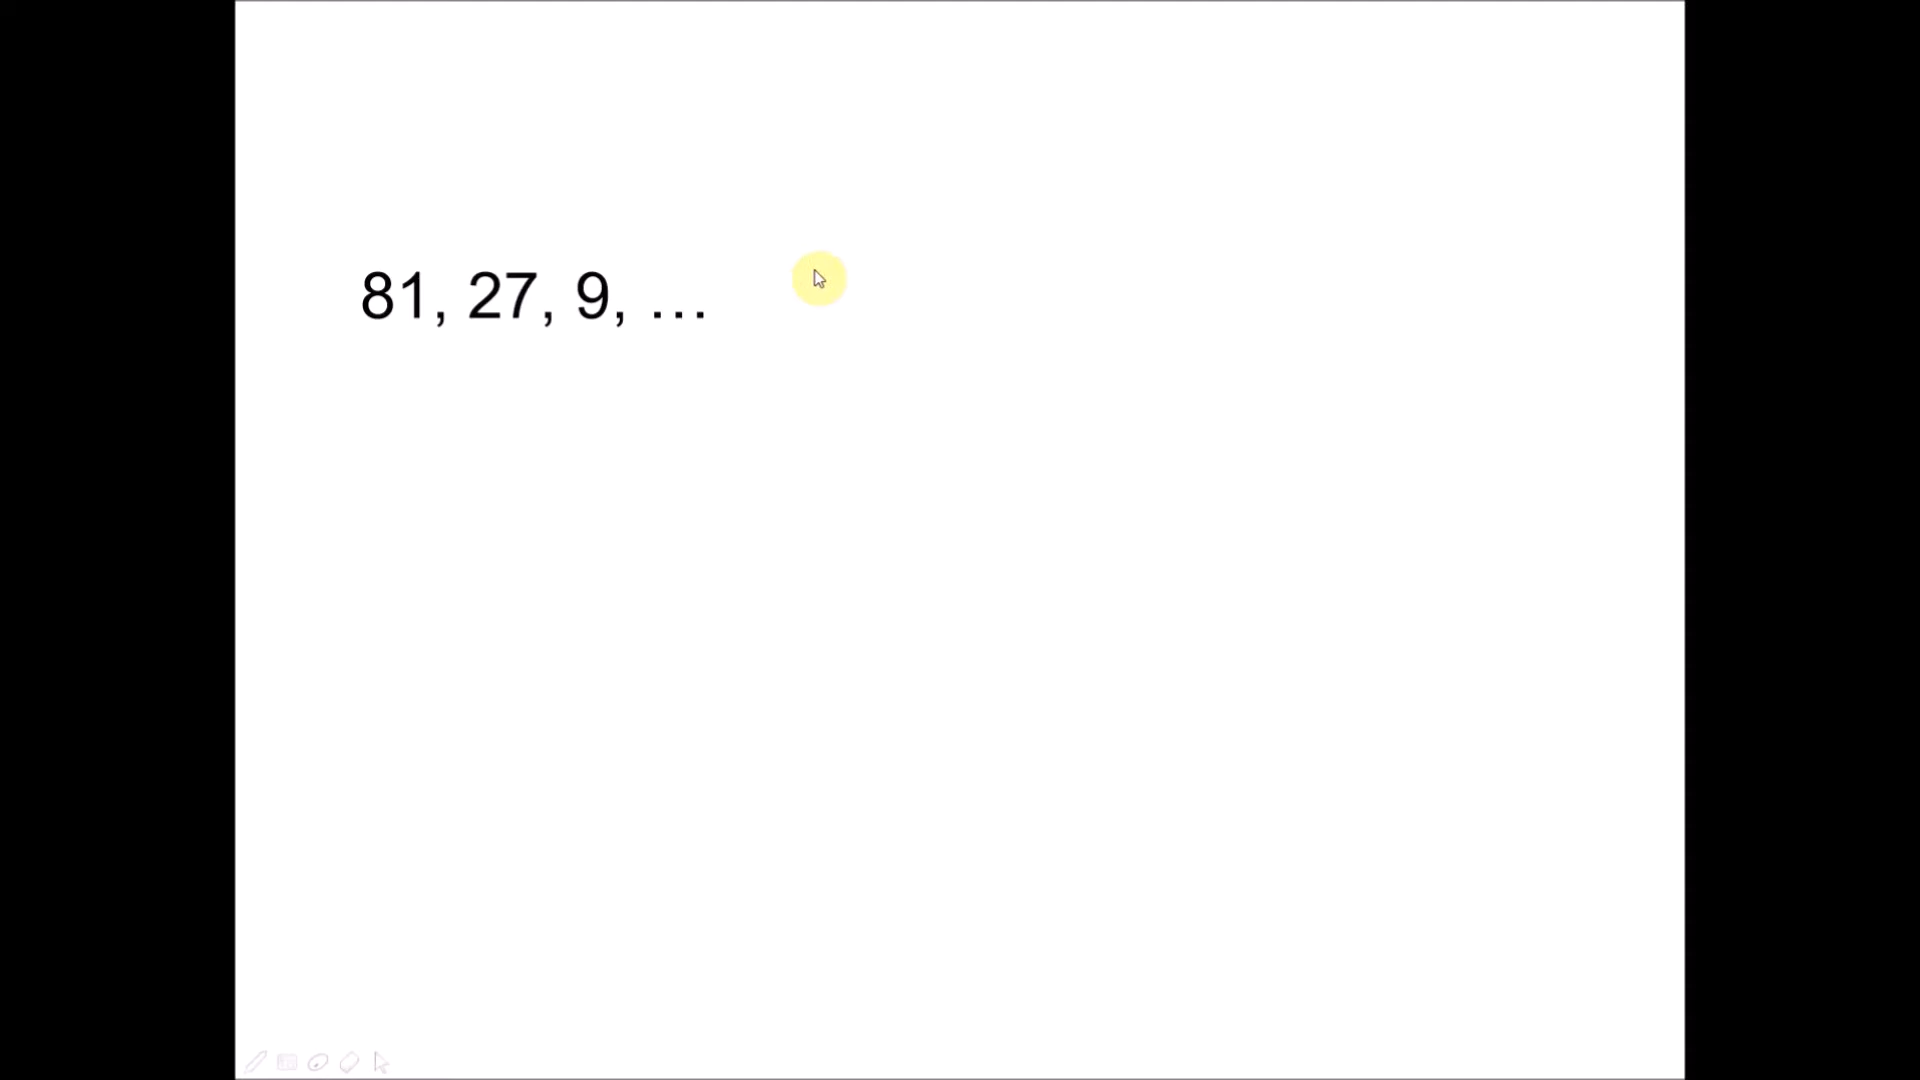 81, 27, 9, …